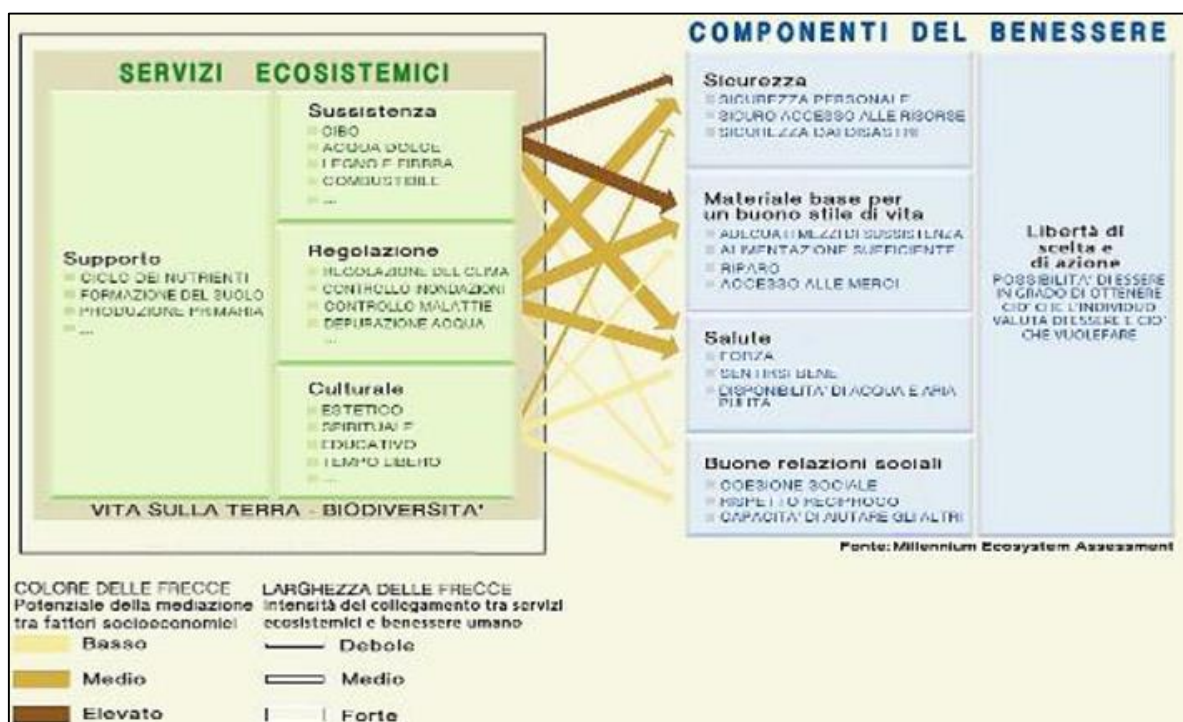 COMPONENTI DEL BENESSERE
SERVIZI ECOSISTEMICI
Supporto
CICLO DEI NUTRIENTI
FORMAZIONE DEL SUOLO
PRODUZIONE PRIMARIA
...
Sussistenza
CIBO
ACQUA DOLCE
LEGNO E FIBBRA
COMBUSTIBILE
...
Regolazione
REGOLAZIONE DEL CLIMA
CONTROLLO INONDAZIONI
CONTROLLO MALATTIE
DEPURAZIONE ACQUA
...
Culturale
ESTETICO
SPIRITUALE
EDUCATIVO
TEMPO LIBERO
...
VITA SULLA TERRA - BIODIVERSITA'
Sicurezza
SICUREZZA PERSONALE
SICURO ACCESSO ALLE RISORSE
SICUREZZA DAI DISASTRI
Materiale base per
un buono stile di vita
ADEGUATI MEZZI DI SUSSISTENZA
ALIMENTAZIONE SUFFICIENTE
RIPARO
ACCESSO ALLE MERCI
Salute
FORZA
SENTIRSI BENE
DISPONIBILITA' DI ACQUA E ARIA
PULITA
Buone relazioni sociali
COESIONE SOCIALE
RISPETTO RECIPROCO
CAPACITA' DI AIUTARE GLI ALTRI
Libertà di
scelta e
di azione
POSSIBILITA' DI ESSERE
IN GRADO DI OTTENERE
CIO' CHE L'INDIVIDUO
VALUTA DI ESSERE E CIO'
CHE VUOLEFARE
Fonte: Millennium Ecosystem Assessment
COLORE DELLE FRECCE
Potenziale della mediazione
tra fattori socioeconomici
Basso
Medio
Elevato
LARGHEZZA DELLE FRECCE
Intensità del collegamento tra servizi
ecosistemici e benessere umano
Debole
Medio
Forte